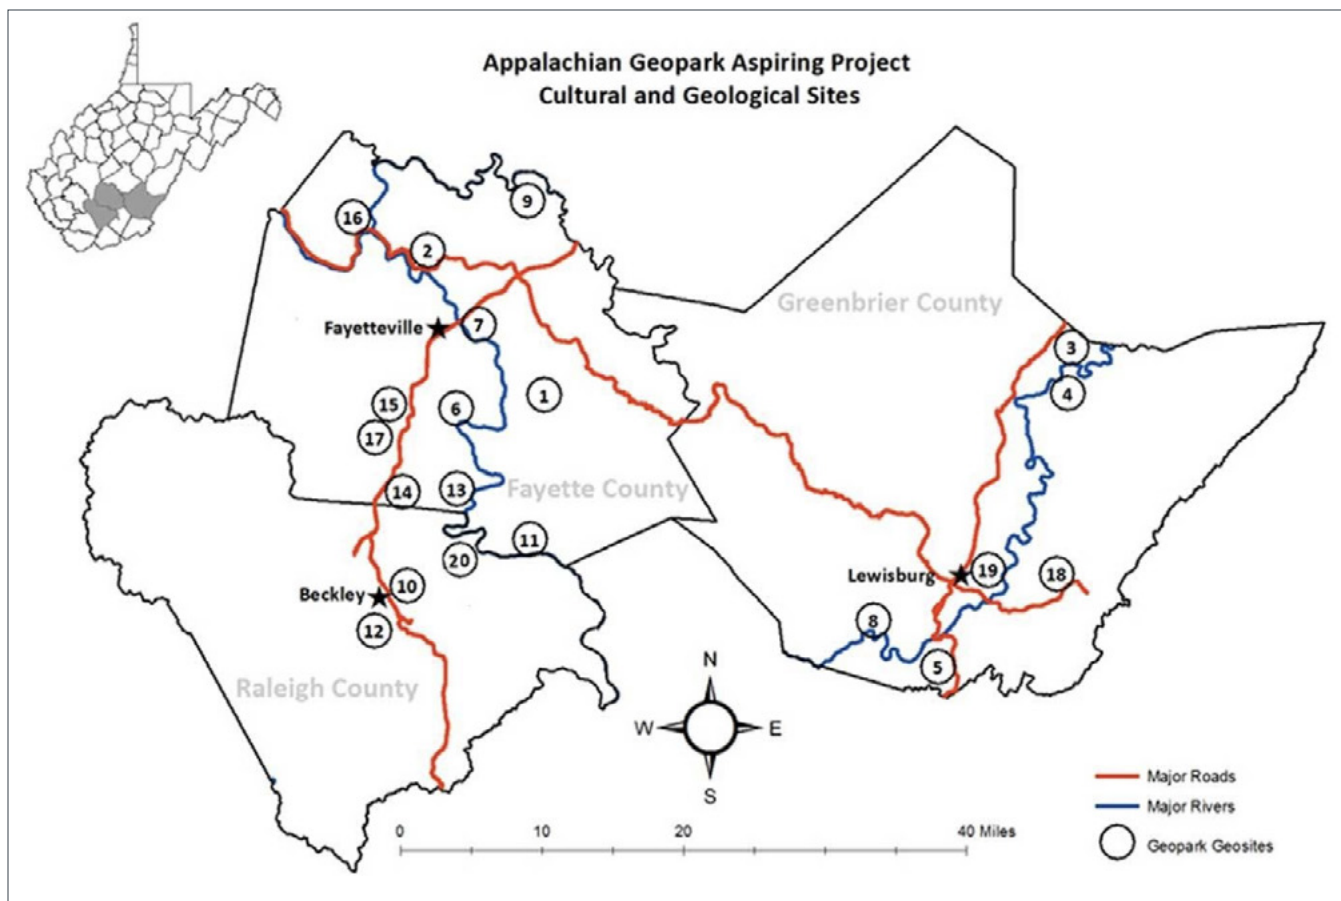 Appalachian Geopark Aspiring Project
Cultural and Geological Sites
9
16
2
Greenbrier County
Fayetteville
7
3
4
1
15
6
17
14
13
Fayette County
11
20
Lewisburg
19
18
Beckley
10
12
8
5
Raleigh County
N
W
E
S
Major Roads
Major Rivers
Geopark Geosites
0
10
20
40 Miles